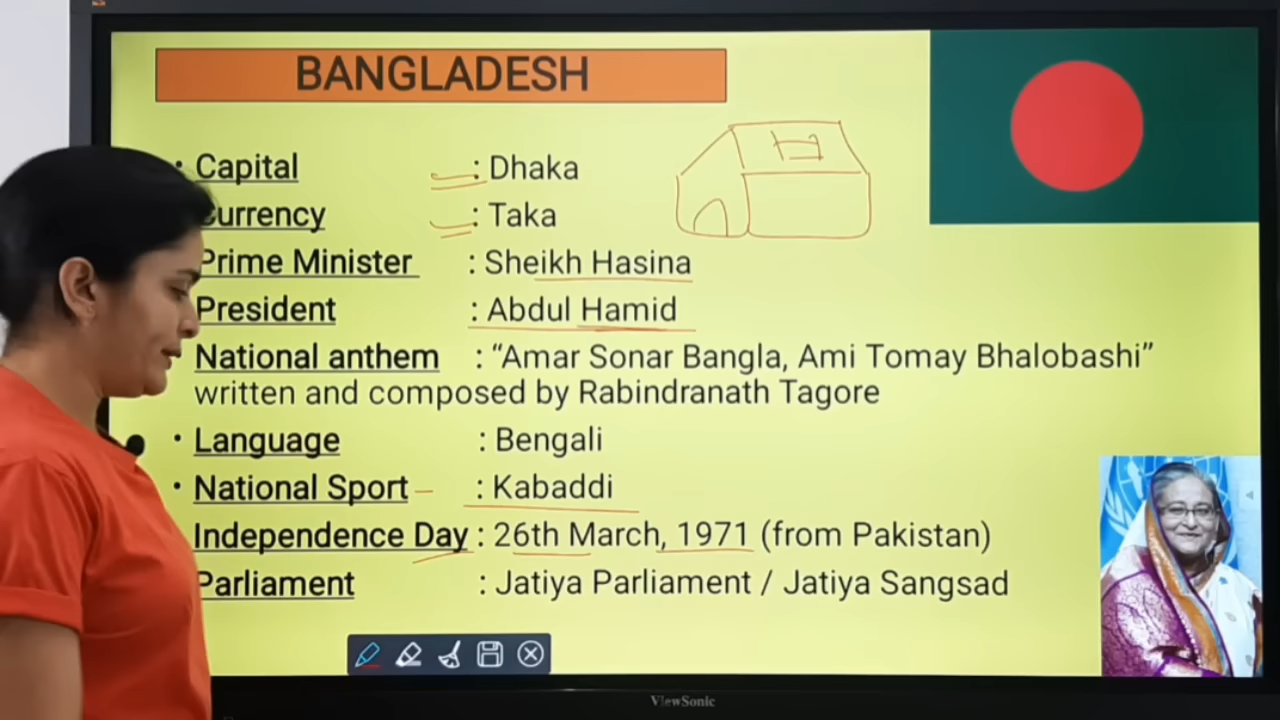 BANGLADESH
• Capital : Dhaka
Currency : Taka
Prime Minister : Sheikh Hasina
President : Abdul Hamid
National anthem : “Amar Sonar Bangla, Ami Tomay Bhalobashi”
written and composed by Rabindranath Tagore
• Language : Bengali
• National Sport : Kabaddi
Independence Day : 26th March, 1971 (from Pakistan)
Parliament : Jatiya Parliament / Jatiya Sangsad
ViewSonic